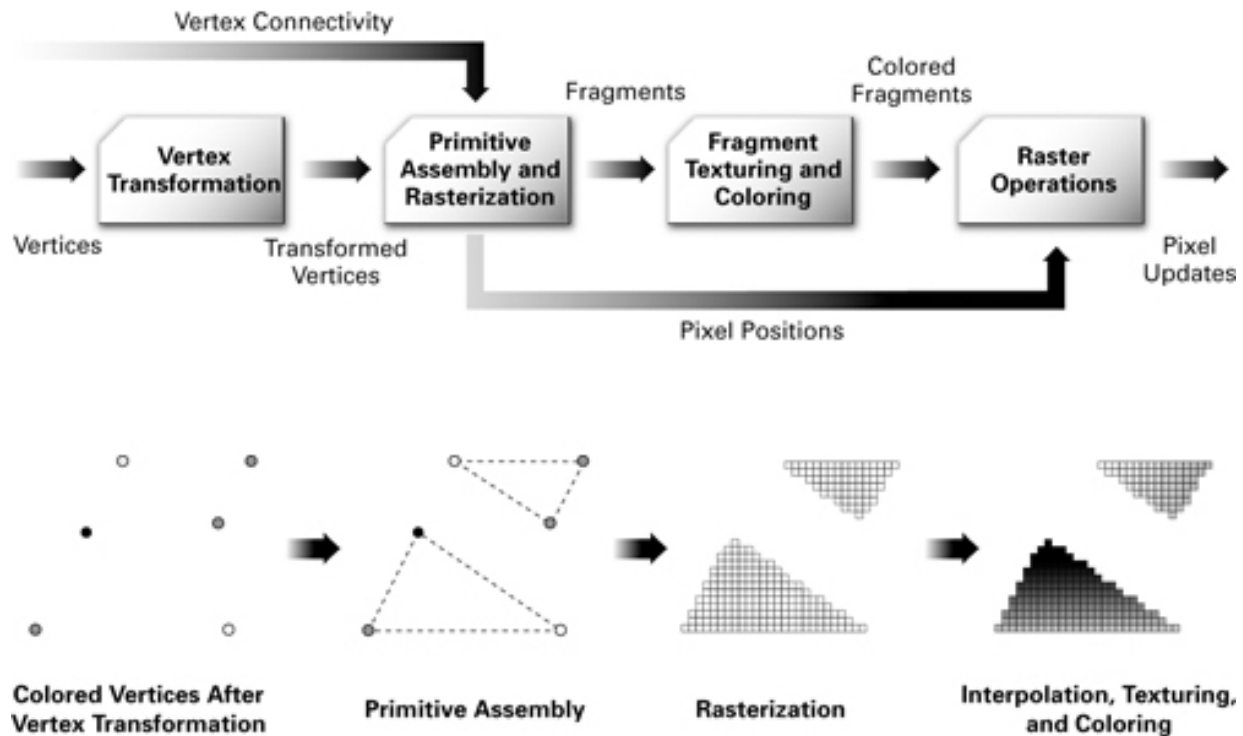 Vertex Connectivity
Fragments
Colored
Fragments
Vertex
Transformation
Primitive
Assembly and
Rasterization
Fragment
Texturing and
Coloring
Raster
Operations
Vertices
Transformed
Vertices
Pixel
Updates
Pixel Positions
Colored Vertices After
Vertex Transformation
Primitive Assembly
Rasterization
Interpolation, Texturing,
and Coloring